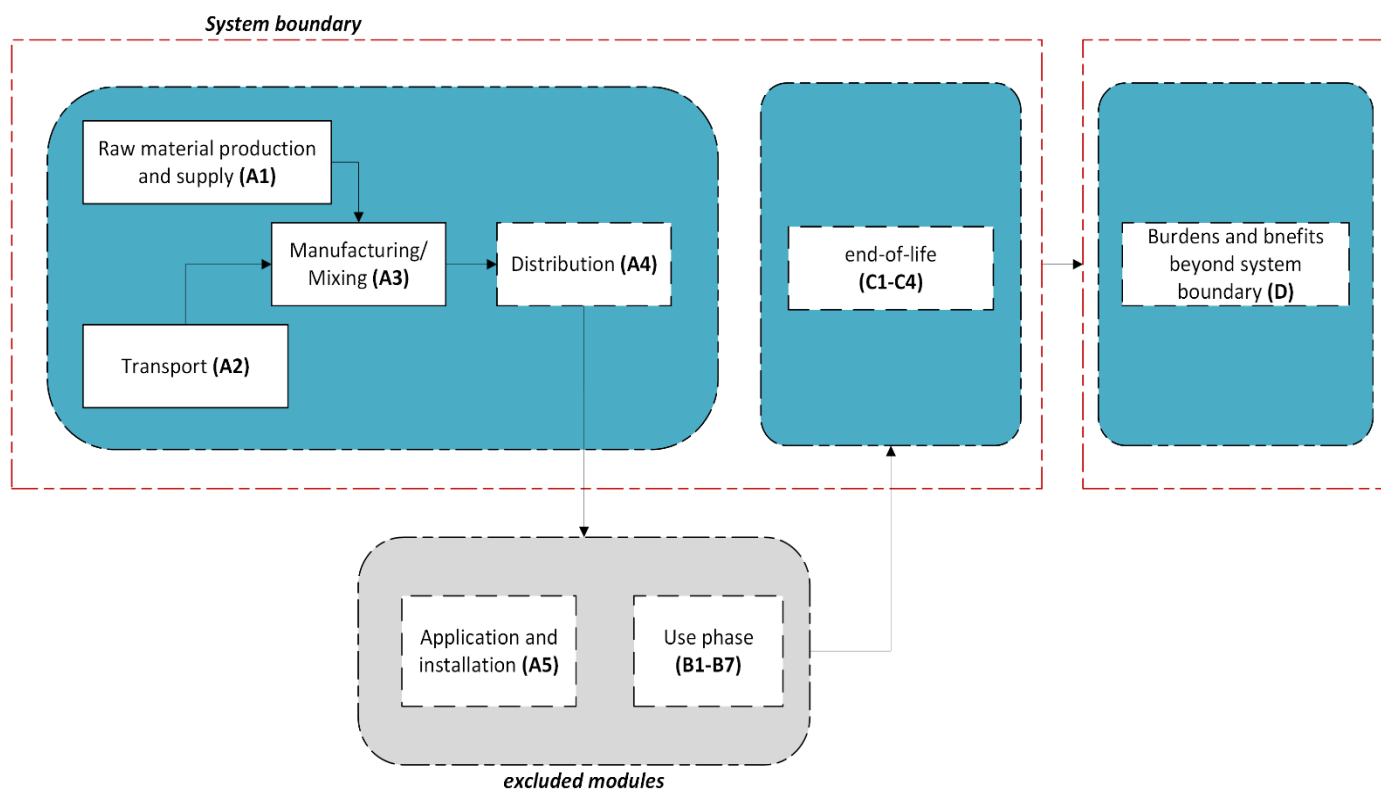 System boundary
Raw material production
and supply (A1)
Manufacturing/
Mixing (A3)
Distribution (A4)
Transport (A2)
end-of-life
(C1-C4)
Burdens and bnefits
beyond system
boundary (D)
Application and
installation (A5)
Use phase
(B1-B7)
excluded modules